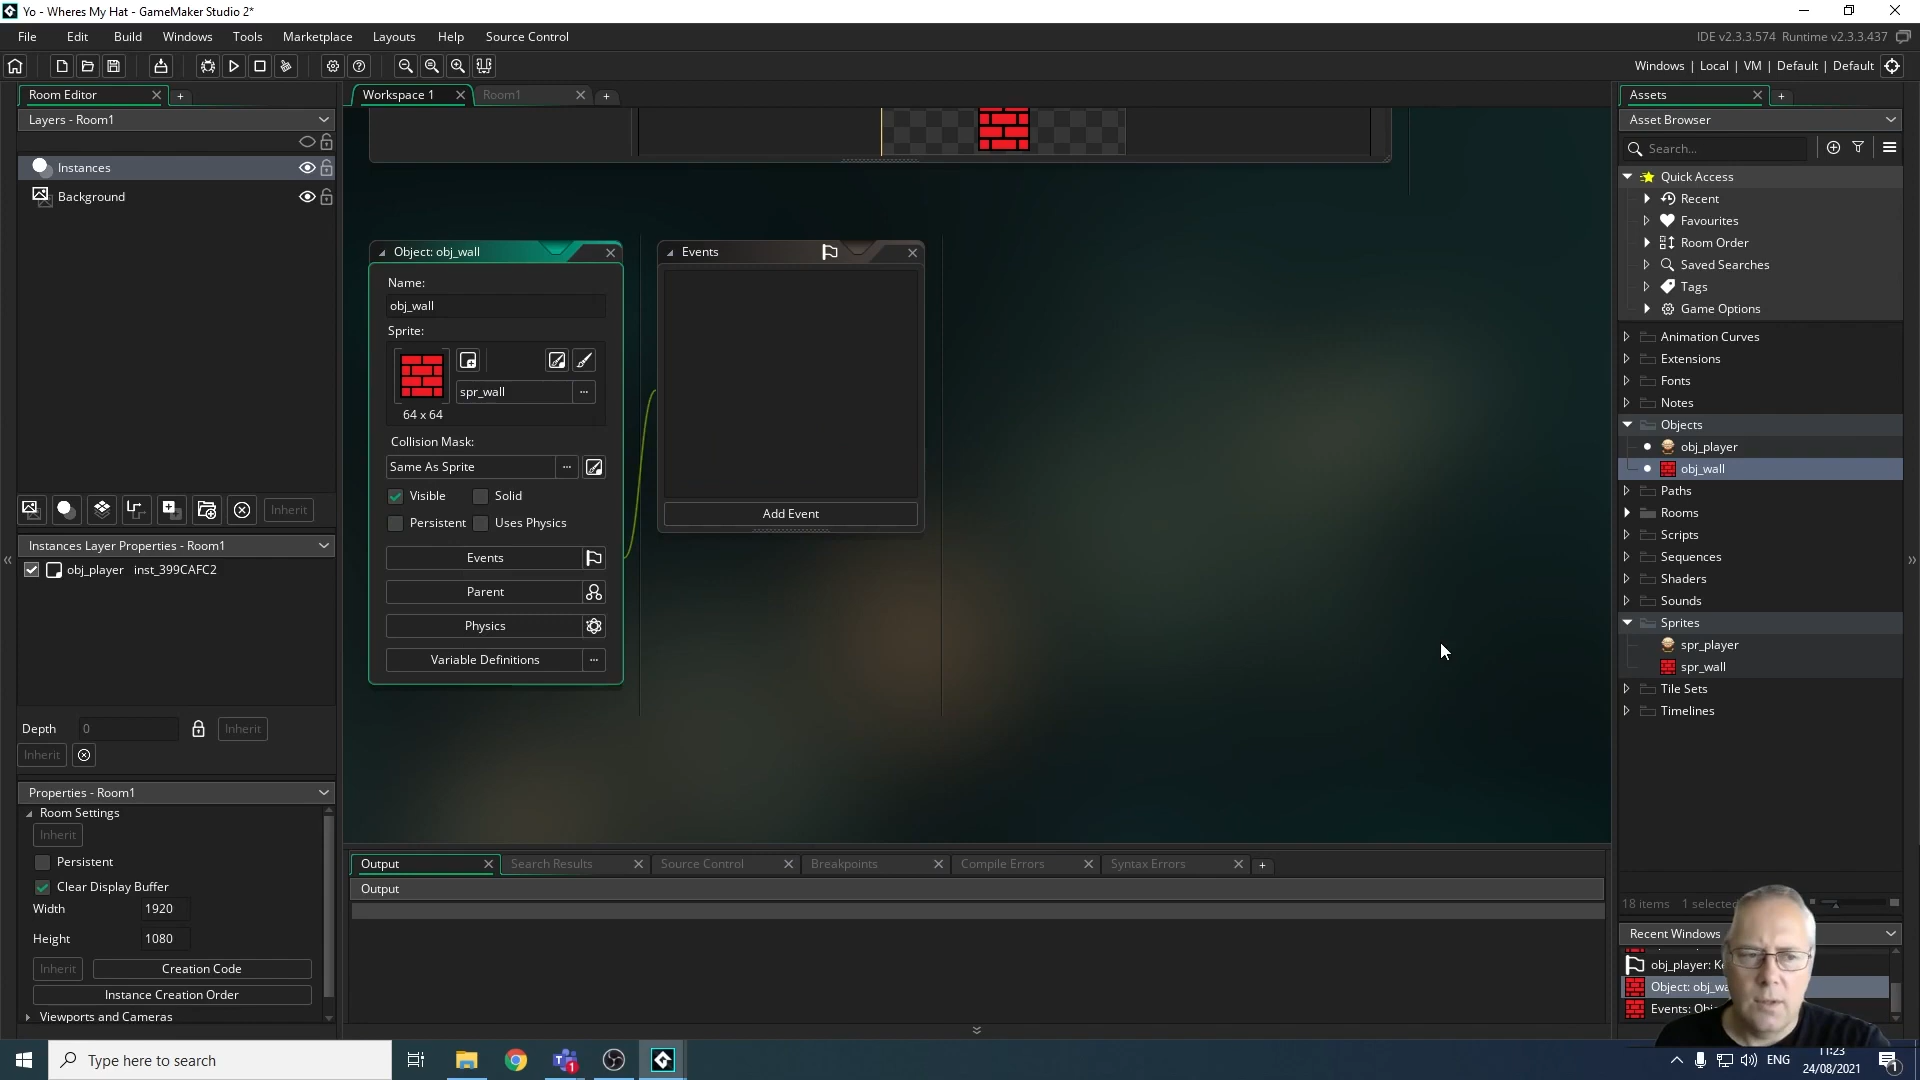 Yo - Wheres My Hat - GameMaker Studio 2*
File Edit Build Windows Tools Marketplace Layouts Help Source Control
IDE v2.3.3.574 Runtime v2.3.3.437
Windows | Local | VM | Default | Default
Room Editor
Layers - Room1
Instances
Background
Inherit
Instances Layer Properties - Room1
obj_player inst_399CAFC2
Depth 0 Inherit
Inherit
Properties - Room1
Room Settings
Inherit
Persistent
Clear Display Buffer
Width 1920
Height 1080
Inherit Creation Code
Instance Creation Order
Viewports and Cameras
Workspace 1 Room1
Object: obj_wall
Name:
obj_wall
Sprite:
spr_wall
64 x 64
Collision Mask:
Same As Sprite
Visible Solid
Persistent Uses Physics
Events
Parent
Physics
Variable Definitions
Events
Add Event
Output Search Results Source Control Breakpoints Compile Errors Syntax Errors
Output
Assets
Asset Browser
Search...
Quick Access
Recent
Favourites
Room Order
Saved Searches
Tags
Game Options
Animation Curves
Extensions
Fonts
Notes
Objects
obj_player
obj_wall
Paths
Rooms
Scripts
Sequences
Shaders
Sounds
Sprites
spr_player
spr_wall
Tile Sets
Timelines
18 items 1 selected
Recent Windows
obj_player:
Object:
Events:
Type here to search
ENG
11:23
24/08/2021